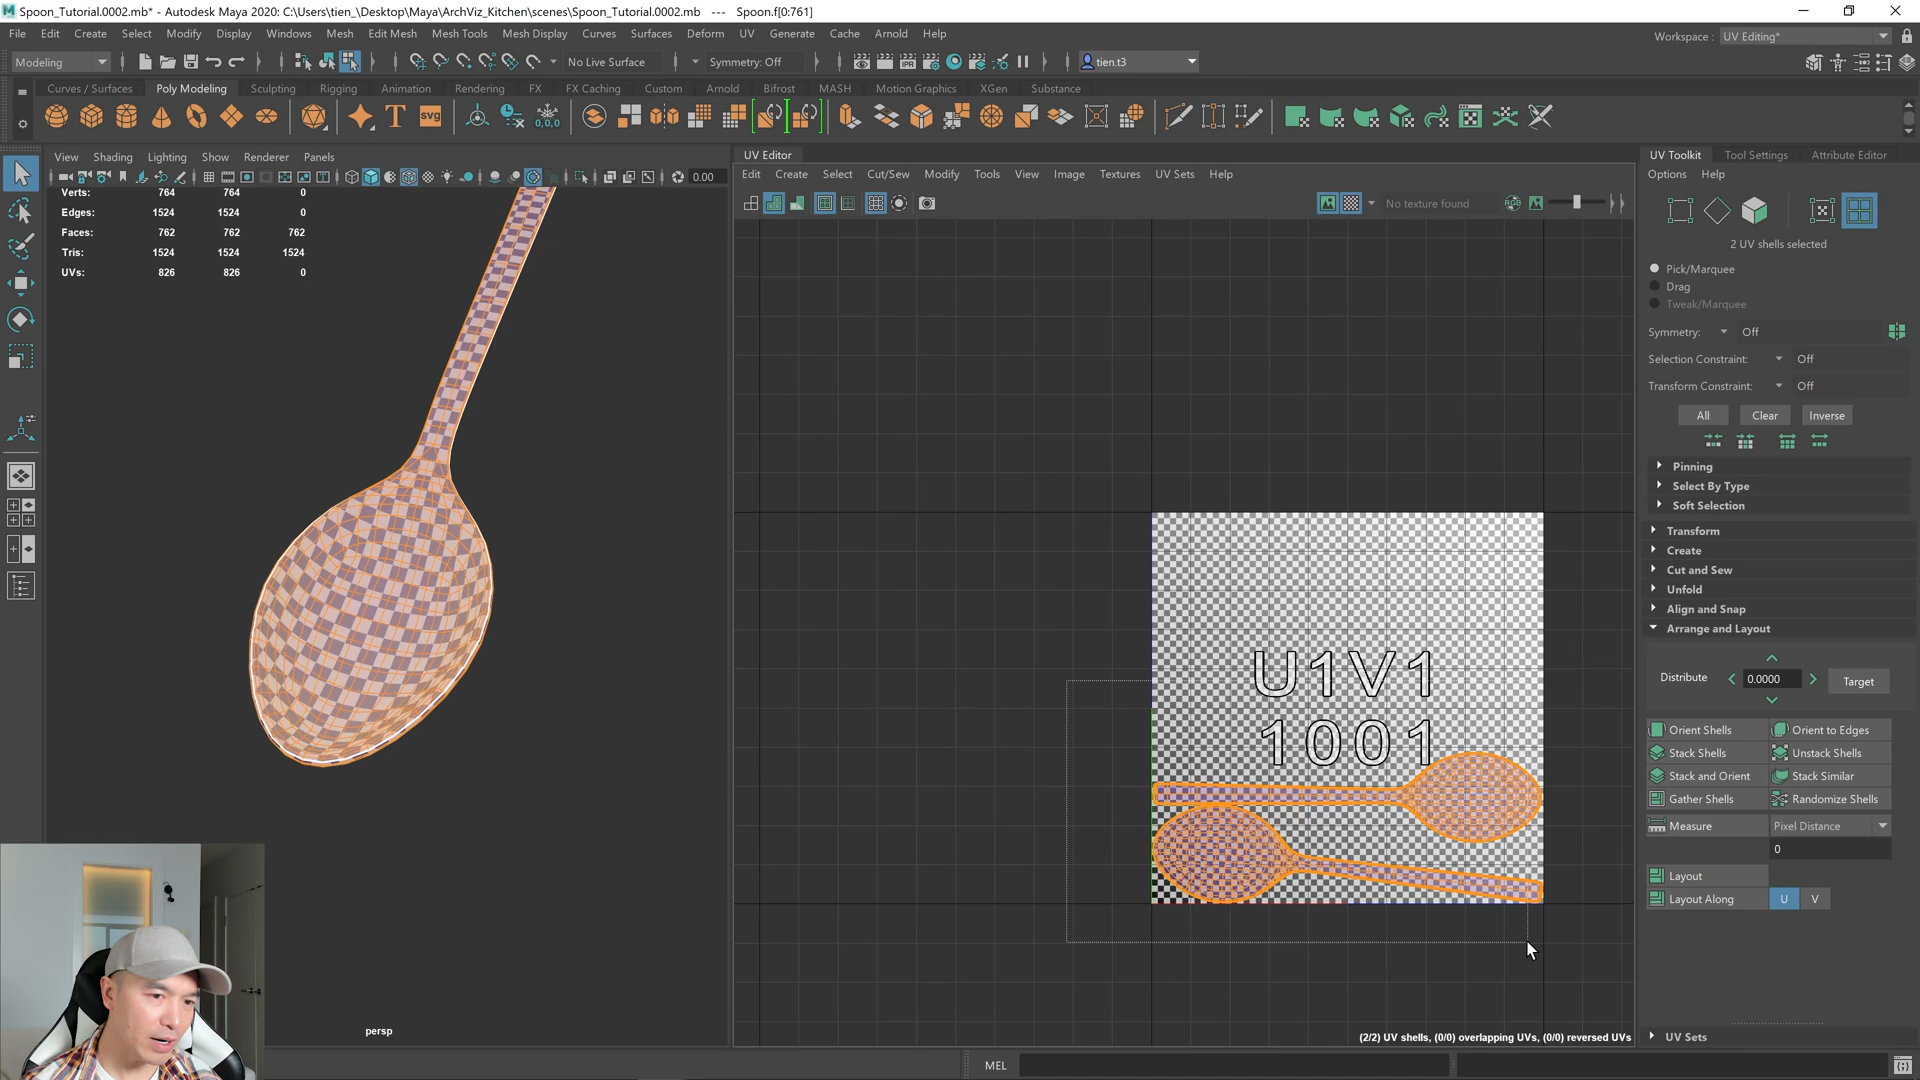 Spoon_Tutorial.0002.mb* - Autodesk Maya 2020: C:\Users\tien_\Desktop\Maya\ArchViz_Kitchen\scenes\Spoon_Tutorial.0002.mb --- Spoon.f[0:761]
File Edit Create Select Modify Display Windows Mesh Edit Mesh Mesh Tools Mesh Display Curves Surfaces Deform UV Generate Cache Arnold Help
Workspace : UV Editing*
Modeling
No Live Surface
Symmetry: Off
tien.t3
Curves / Surfaces Poly Modeling Sculpting Rigging Animation Rendering FX FX Caching Custom Arnold Bifrost MASH Motion Graphics XGen Substance
T svg 0,0,0
View Shading Lighting Show Renderer Panels
0.00
Verts: 764 764 0
Edges: 1524 1524 0
Faces: 762 762 762
Tris: 1524 1524 1524
UVs: 826 826 0
persp
UV Editor
Edit Create Select Cut/Sew Modify Tools View Image Textures UV Sets Help
No texture found
RGB
U1V1
1001
(2/2) UV shells, (0/0) overlapping UVs, (0/0) reversed UVs
UV Toolkit Tool Settings Attribute Editor
Options Help
2 UV shells selected
Pick/Marquee
Drag
Tweak/Marquee
Symmetry: Off
Selection Constraint: Off
Transform Constraint: Off
All Clear Inverse
Pinning
Select By Type
Soft Selection
Transform
Create
Cut and Sew
Unfold
Align and Snap
Arrange and Layout
Distribute 0.0000 Target
Orient Shells Orient to Edges
Stack Shells Unstack Shells
Stack and Orient Stack Similar
Gather Shells Randomize Shells
Measure Pixel Distance
0
Layout
Layout Along U V
UV Sets
MEL